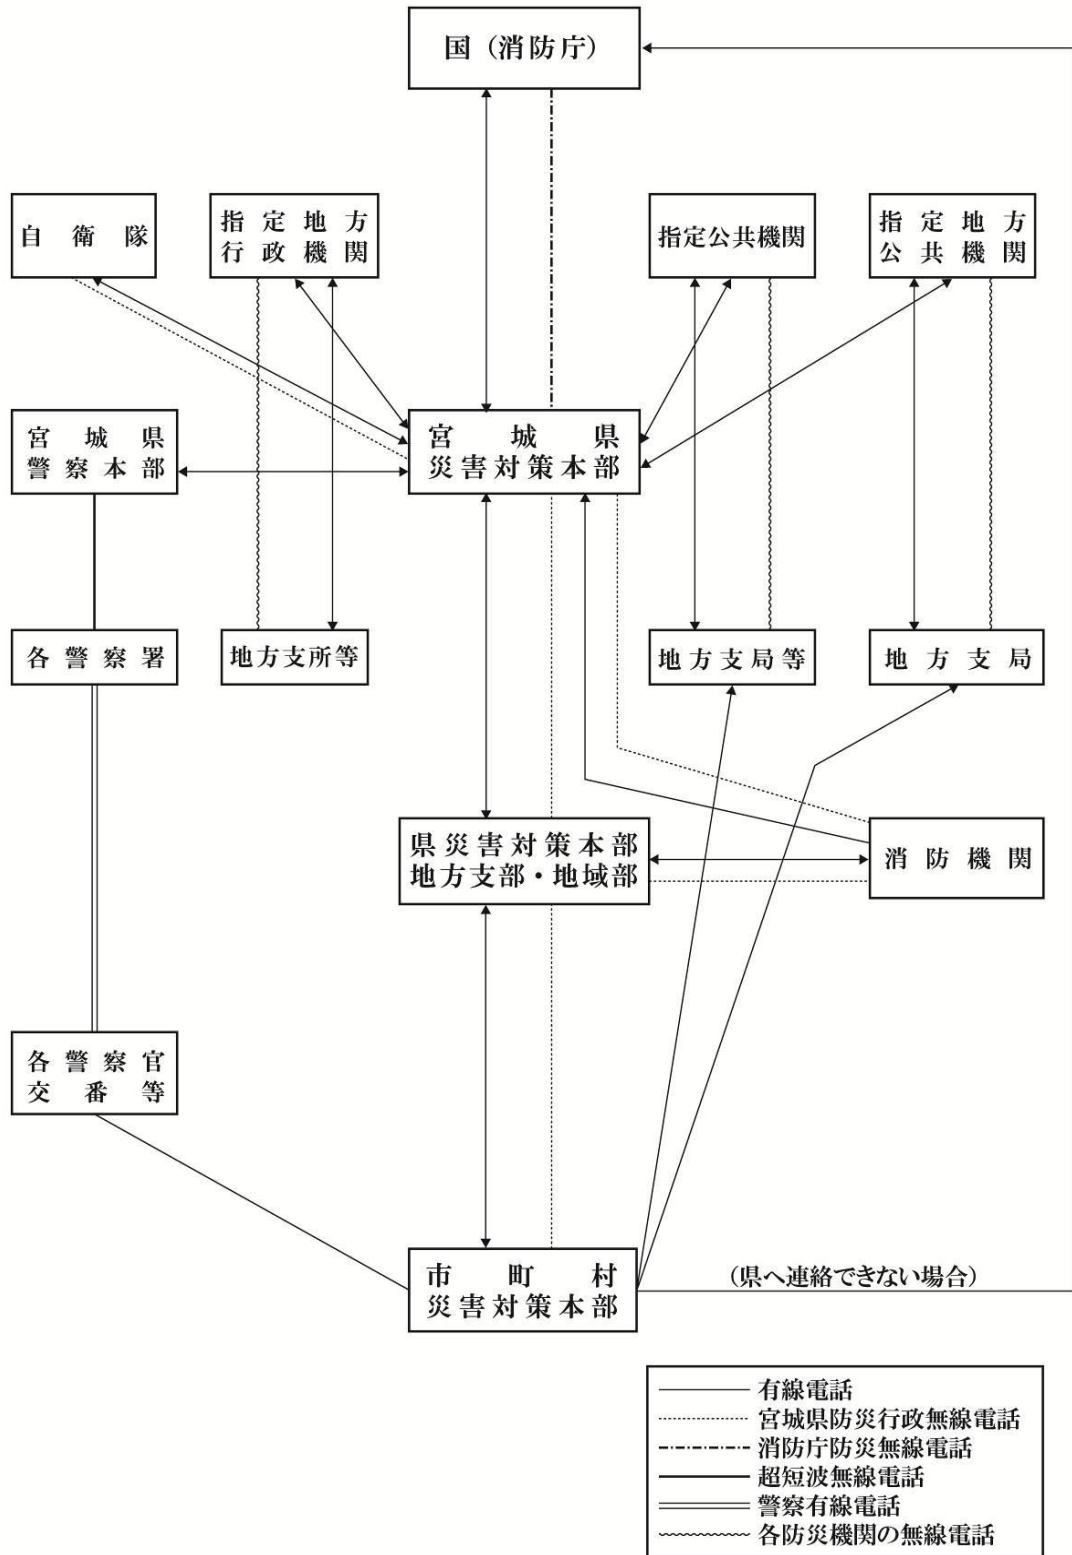 国（消防庁）
自衛隊
指定地方
行政機関
指定公共機関
指定地方
公共機関
宮城県
警察本部
宮城県
災害対策本部
各警察署
地方支所等
地方支局等
地方支局
県災害対策本部
地方支部・地域部
消防機関
各警察官
交番等
市町村
災害対策本部
（県へ連絡できない場合）
有線電話
宮城県防災行政無線電話
消防庁防災無線電話
超短波無線電話
警察有線電話
各防災機関の無線電話